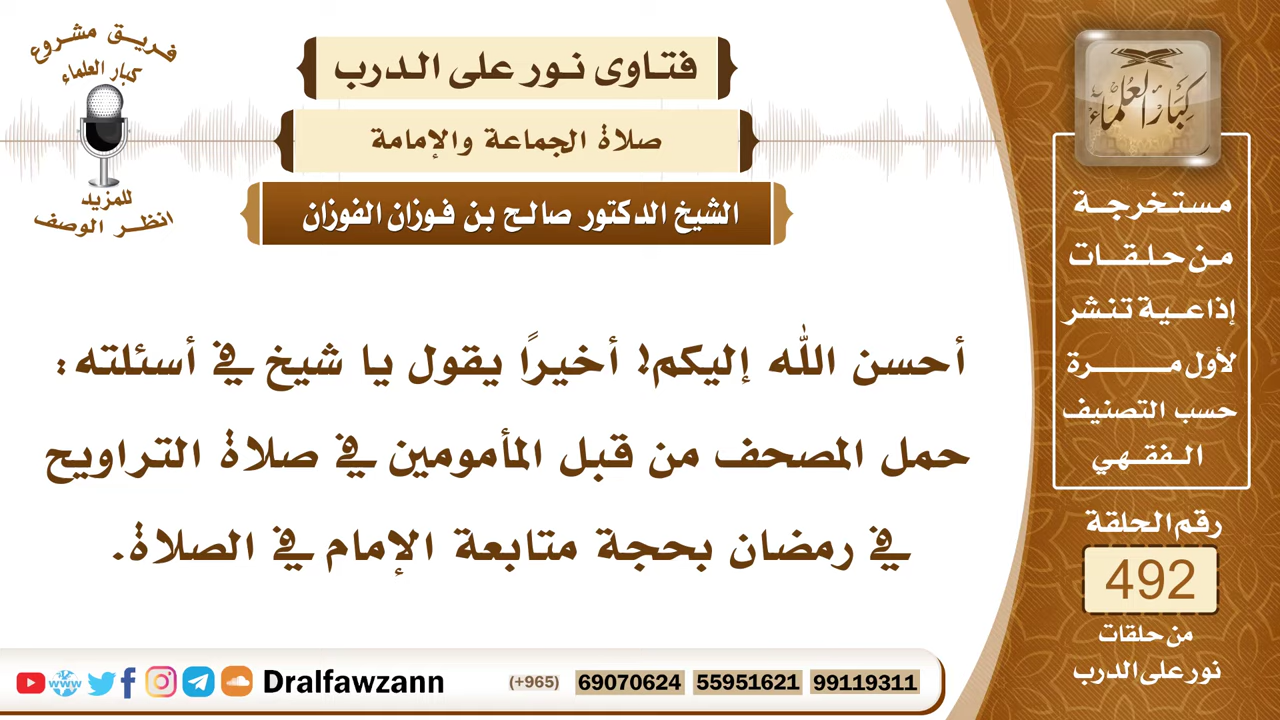 فريق مشروع
كبار العلماء
للمزيد
انظر الوصف
فتاوى نور على الدرب
صلاة الجماعة والإمامة
الشيخ الدكتور صالح بن فوزان الفوزان
أحسن الله إليكم! أخيرًا يقول يا شيخ في أسئلته:
حمل المصحف من قبل المأمومين في صلاة التراويح
في رمضان بحجة متابعة الإمام في الصلاة.
كبار العلماء
مستخرجة
من حلقات
إذاعية تنشر
لأول مرة
حسب التصنيف
الفقهي
رقم الحلقة
492
من حلقات
نور على الدرب
www Dralfawzann (+965) 69070624 55951621 99119311